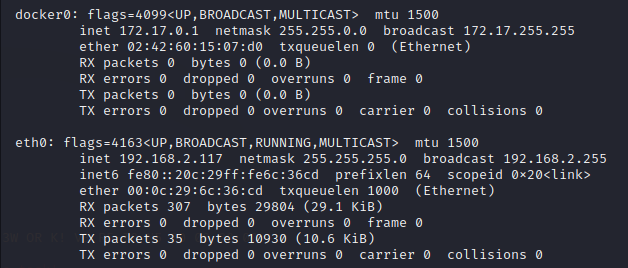 docker0: flags=4099<UP,BROADCAST,MULTICAST>  mtu 1500
        inet 172.17.0.1  netmask 255.255.0.0  broadcast 172.17.255.255
        ether 02:42:60:15:07:d0  txqueuelen 0  (Ethernet)
        RX packets 0  bytes 0 (0.0 B)
        RX errors 0  dropped 0  overruns 0  frame 0
        TX packets 0  bytes 0 (0.0 B)
        TX errors 0  dropped 0 overruns 0  carrier 0  collisions 0

eth0: flags=4163<UP,BROADCAST,RUNNING,MULTICAST>  mtu 1500
        inet 192.168.2.117  netmask 255.255.255.0  broadcast 192.168.2.255
        inet6 fe80::20c:29ff:fe6c:36cd  prefixlen 64  scopeid 0×20<link>
        ether 00:0c:29:6c:36:cd  txqueuelen 1000  (Ethernet)
        RX packets 307  bytes 29804 (29.1 KiB)
        RX errors 0  dropped 0  overruns 0  frame 0
        TX packets 35  bytes 10930 (10.6 KiB)
        TX errors 0  dropped 0 overruns 0  carrier 0  collisions 0